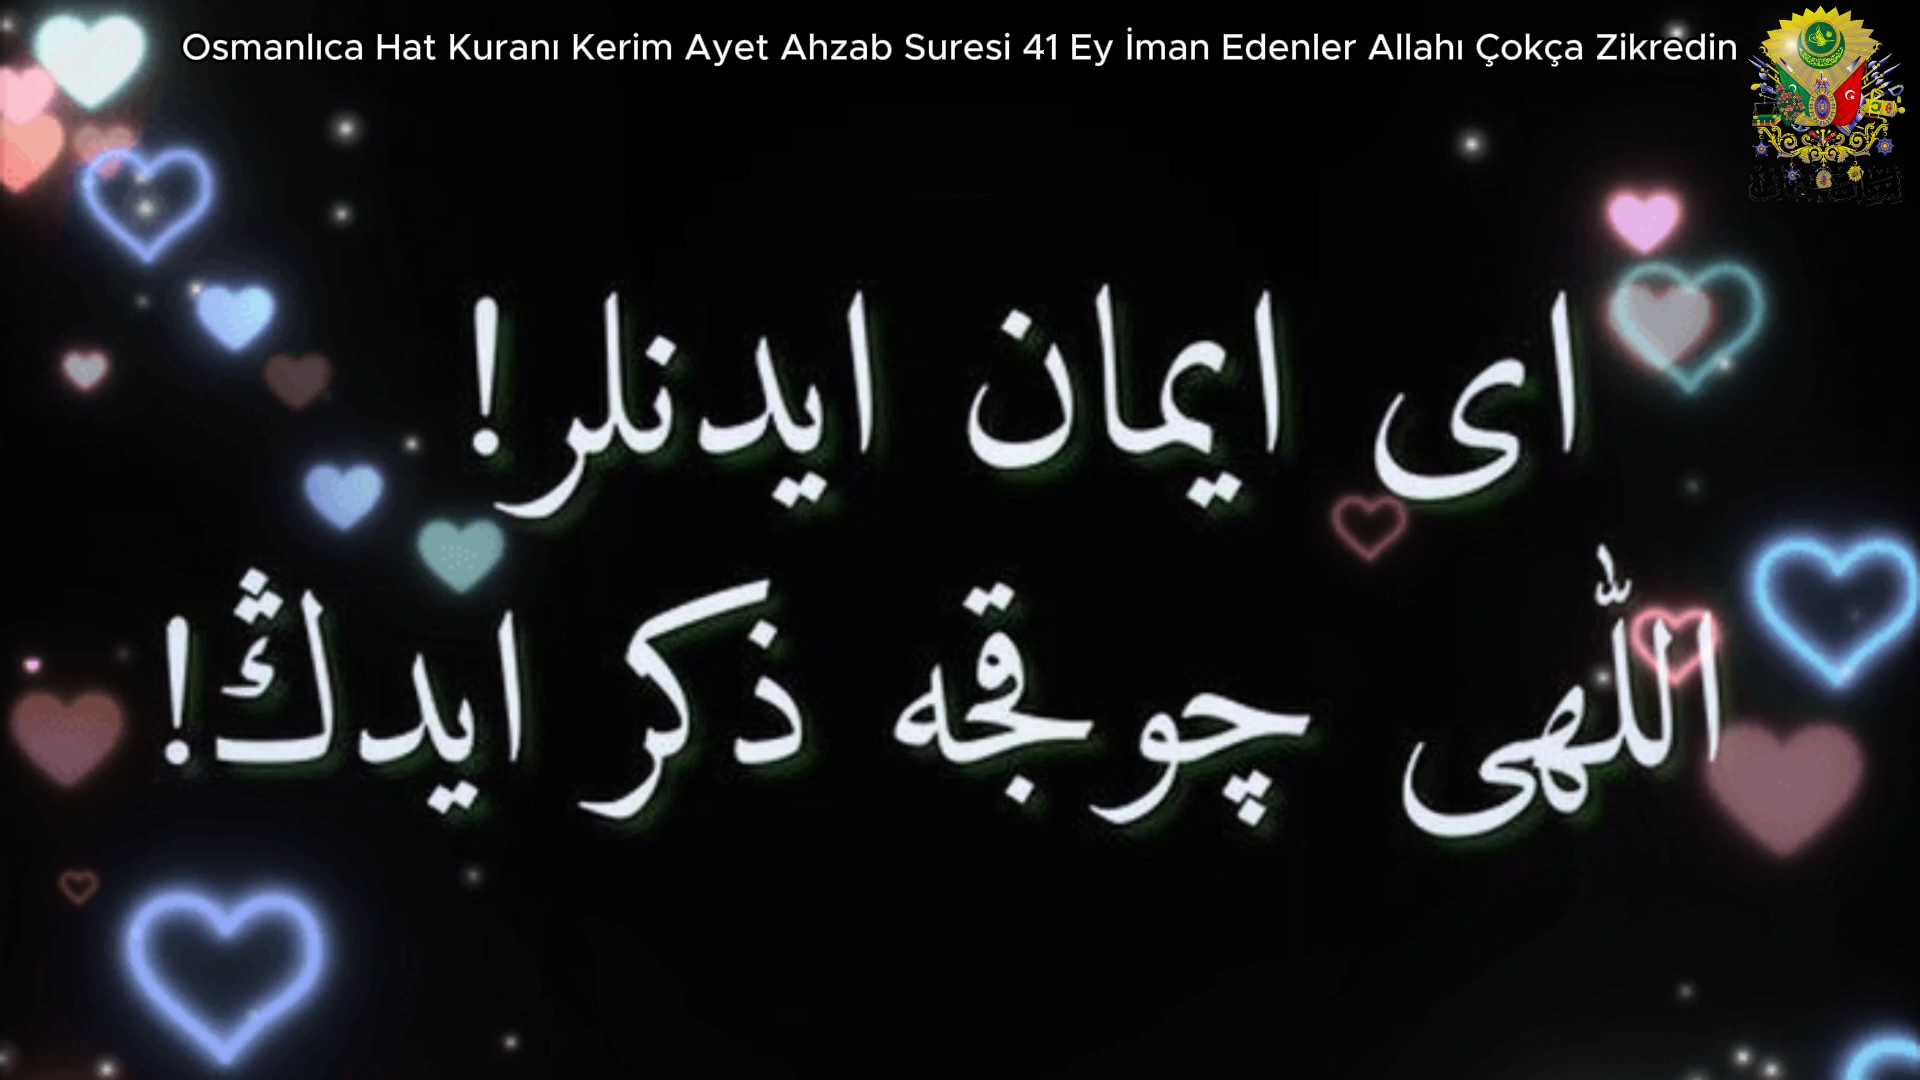 Osmanlıca Hat Kuranı Kerim Ayet Ahzab Suresi 41 Ey İman Edenler Allahı Çokça Zikredin
ای ایمان ایدنلر!
اللّٰهی چوقجه ذكر ایدڭ!